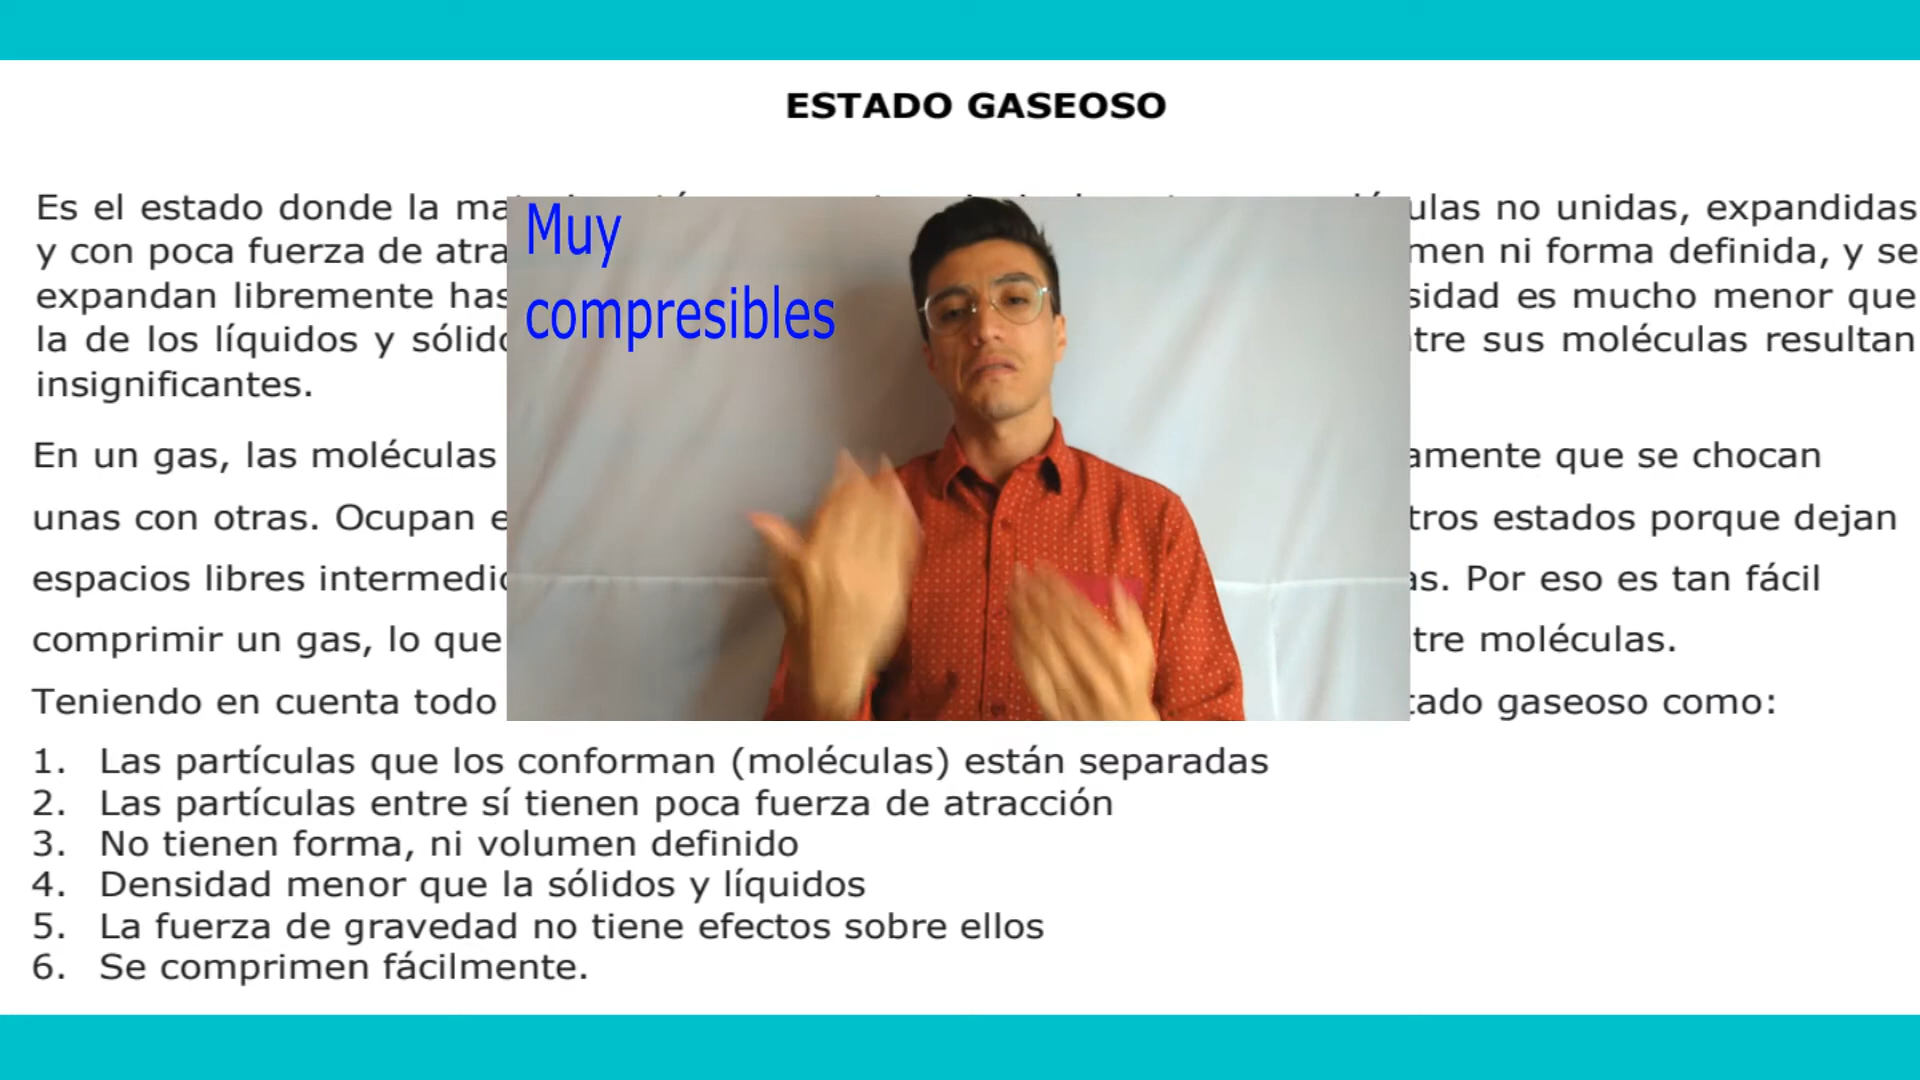 ESTADO GASEOSO
Es el estado donde la
ulas no unidas, expandidas
y con poca fuerza de
men ni forma definida, y se
expandan libremente
sidad es mucho menor que
la de los líquidos y
tre sus moléculas resultan
insignificantes.
Muy
compresibles
En un gas, las moléculas
amente que se chocan
unas con otras. Ocupan
tros estados porque dejan
espacios libres
as. Por eso es tan fácil
comprimir un gas, lo que
tre moléculas.
Teniendo en cuenta todo
tado gaseoso como:
1. Las partículas que los conforman (moléculas) están separadas
2. Las partículas entre sí tienen poca fuerza de atracción
3. No tienen forma, ni volumen definido
4. Densidad menor que la sólidos y líquidos
5. La fuerza de gravedad no tiene efectos sobre ellos
6. Se comprimen fácilmente.